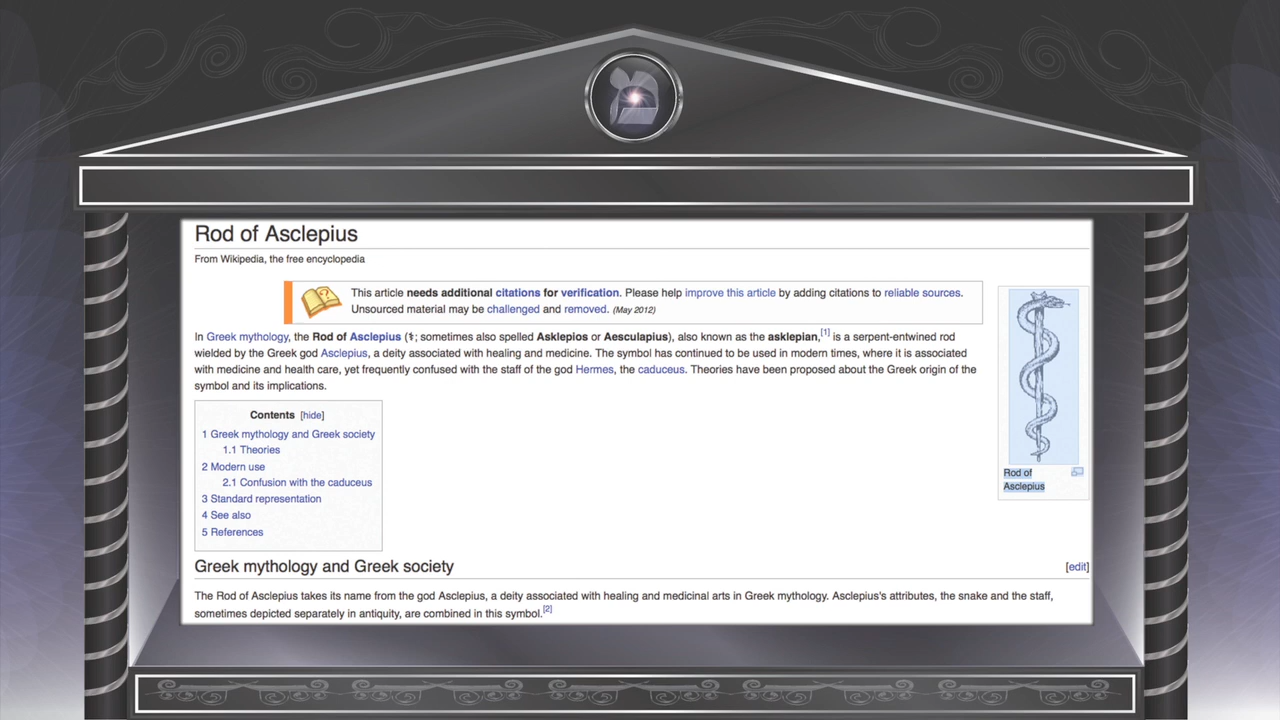 Rod of Asclepius
From Wikipedia, the free encyclopedia
This article needs additional citations for verification. Please help improve this article by adding citations to reliable sources.
Unsourced material may be challenged and removed. (May 2012)
In Greek mythology, the Rod of Asclepius (⚕; sometimes also spelled Asklepios or Aesculapius), also known as the asklepian,[1] is a serpent-entwined rod
wielded by the Greek god Asclepius, a deity associated with healing and medicine. The symbol has continued to be used in modern times, where it is associated
with medicine and health care, yet frequently confused with the staff of the god Hermes, the caduceus. Theories have been proposed about the Greek origin of the
symbol and its implications.
Rod of
Asclepius
Contents [hide]
1 Greek mythology and Greek society
1.1 Theories
2 Modern use
2.1 Confusion with the caduceus
3 Standard representation
4 See also
5 References
Greek mythology and Greek society [edit]
The Rod of Asclepius takes its name from the god Asclepius, a deity associated with healing and medicinal arts in Greek mythology. Asclepius's attributes, the snake and the staff,
sometimes depicted separately in antiquity, are combined in this symbol.[2]